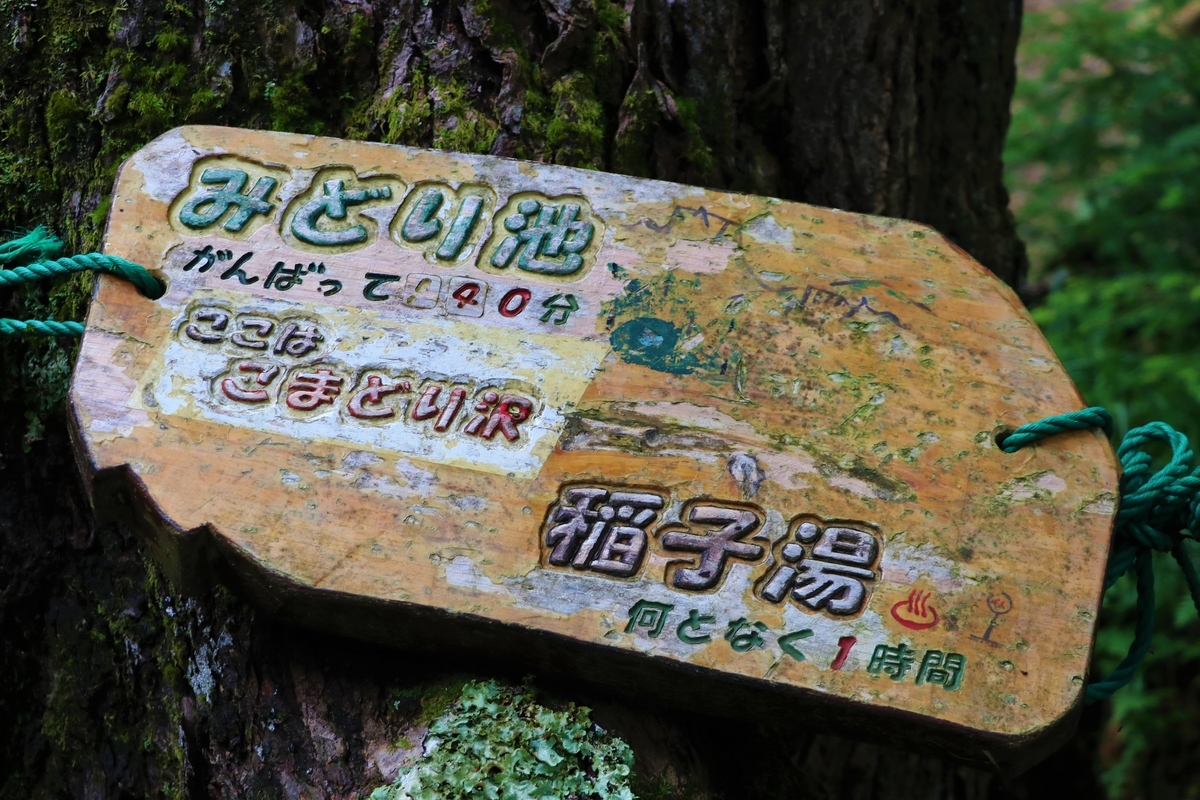 みどり池
がんばって40分
ここは
こまどり沢
稲子湯
何となく1時間